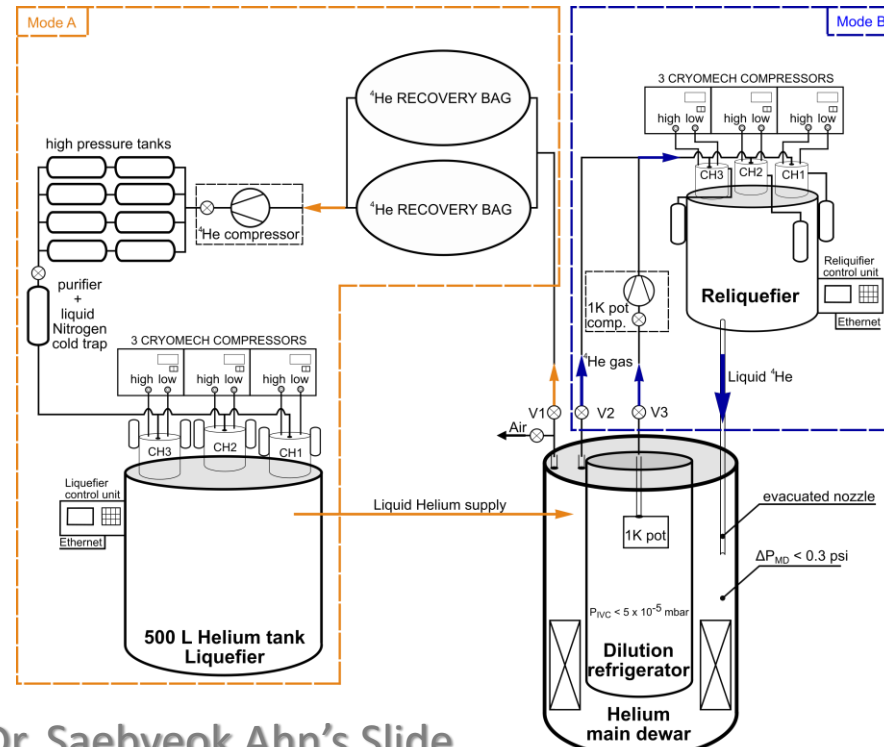 Mode A
Mode B
⁴He RECOVERY BAG
⁴He RECOVERY BAG
high pressure tanks
⁴He compressor
purifier
+
liquid
Nitrogen
cold trap
3 CRYOMECH COMPRESSORS
high low
high low
high low
CH3
CH2
CH1
Liquefier
control unit
Ethernet
500 L Helium tank
Liquefier
Liquid Helium supply
3 CRYOMECH COMPRESSORS
high low
high low
high low
CH3
CH2
CH1
Reliquifier
control unit
Ethernet
Reliquefier
1K pot
comp.
⁴He gas
Liquid ⁴He
V1
V2
V3
Air
evacuated nozzle
ΔP_MD < 0.3 psi
1K pot
P_IVC < 5 x 10⁻⁵ mbar
Dilution
refrigerator
Helium
main dewar
Dr. Saebyeok Ahn's Slide